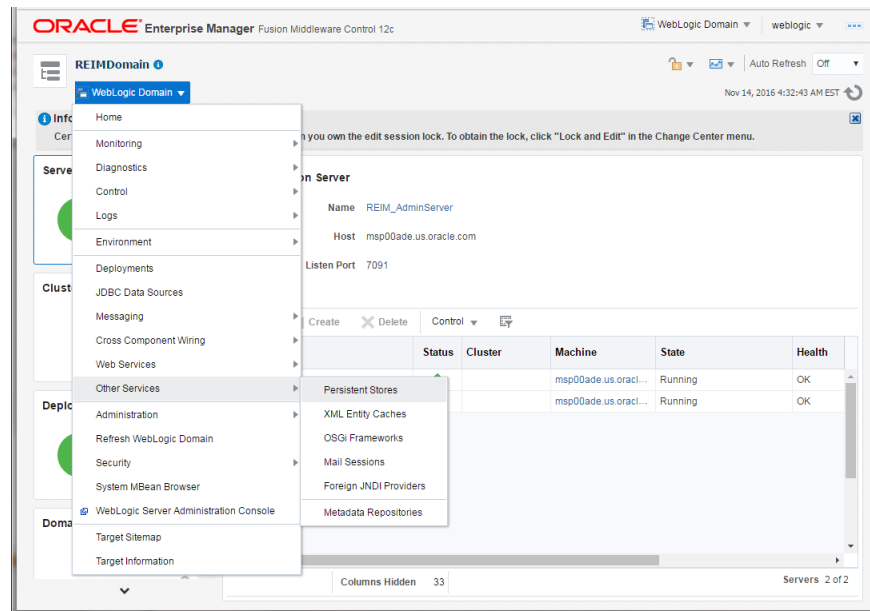 ORACLE Enterprise Manager Fusion Middleware Control 12c
WebLogic Domain
weblogic
REIMDomain
Auto Refresh Off
WebLogic Domain
Nov 14, 2016 4:32:43 AM EST
Home
Monitoring
Diagnostics
Control
Logs
Environment
Deployments
JDBC Data Sources
Messaging
Cross Component Wiring
Web Services
Other Services
Administration
Refresh WebLogic Domain
Security
System MBean Browser
WebLogic Server Administration Console
Target Sitemap
Target Information
Persistent Stores
XML Entity Caches
OSGi Frameworks
Mail Sessions
Foreign JNDI Providers
Metadata Repositories
you own the edit session lock. To obtain the lock, click "Lock and Edit" in the Change Center menu.
Server
Name REIM_AdminServer
Host msp00ade.us.oracle.com
Listen Port 7091
Create Delete Control
Status Cluster Machine State Health
msp00ade.us.oracl... Running OK
msp00ade.us.oracl... Running OK
Columns Hidden 33
Servers 2 of 2